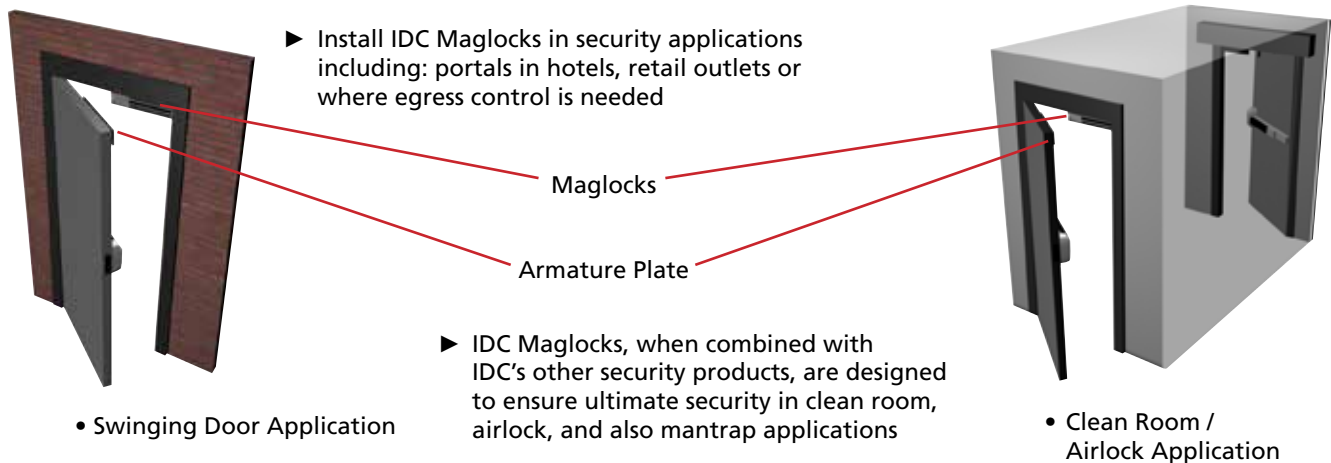 ► Install IDC Maglocks in security applications
including: portals in hotels, retail outlets or
where egress control is needed
Maglocks
Armature Plate
► IDC Maglocks, when combined with
IDC’s other security products, are designed
to ensure ultimate security in clean room,
airlock, and also mantrap applications
• Swinging Door Application
• Clean Room /
Airlock Application